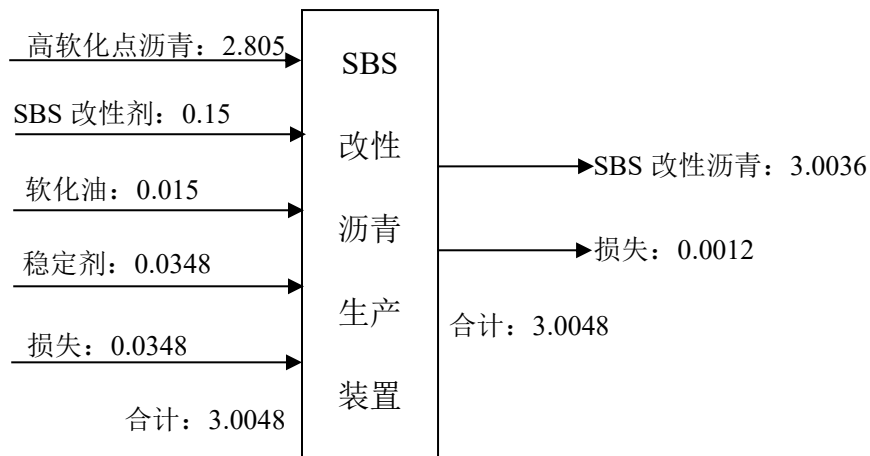 高软化点沥青：2.805
SBS 改性剂：0.15
软化油：0.015
稳定剂：0.0348
损失：0.0348
合计：3.0048
SBS
改性
沥青
生产
装置
SBS 改性沥青：3.0036
损失：0.0012
合计：3.0048